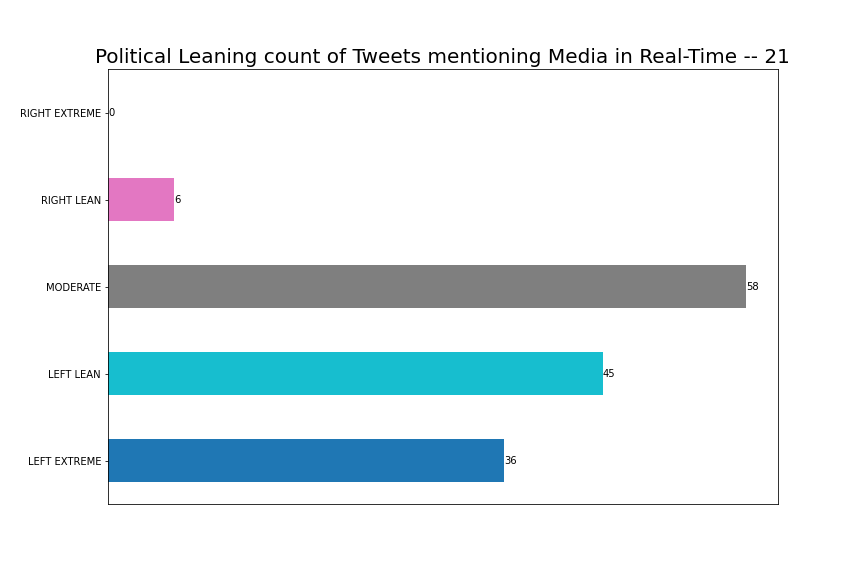 Political Leaning count of Tweets mentioning Media in Real-Time -- 21
RIGHT EXTREME 0
RIGHT LEAN 6
MODERATE 58
LEFT LEAN 45
LEFT EXTREME 36